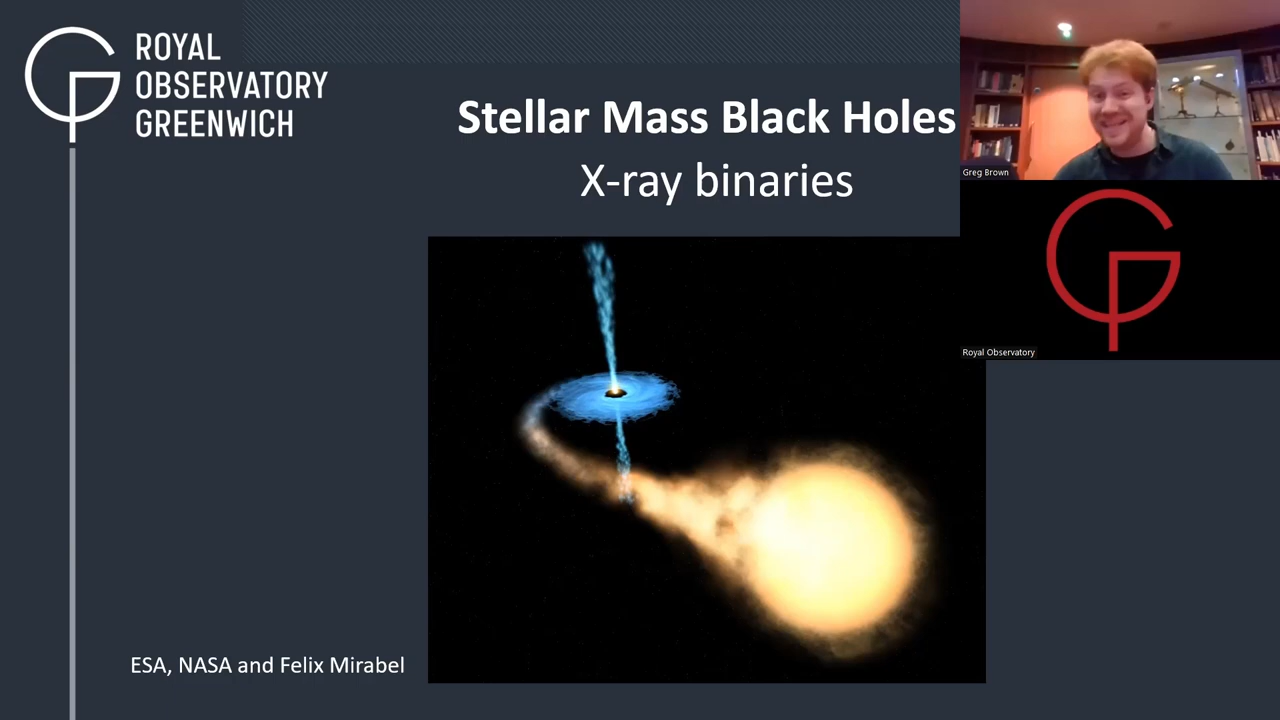 ROYAL
OBSERVATORY
GREENWICH
Stellar Mass Black Holes
X-ray binaries
Greg Brown
Royal Observatory
ESA, NASA and Felix Mirabel